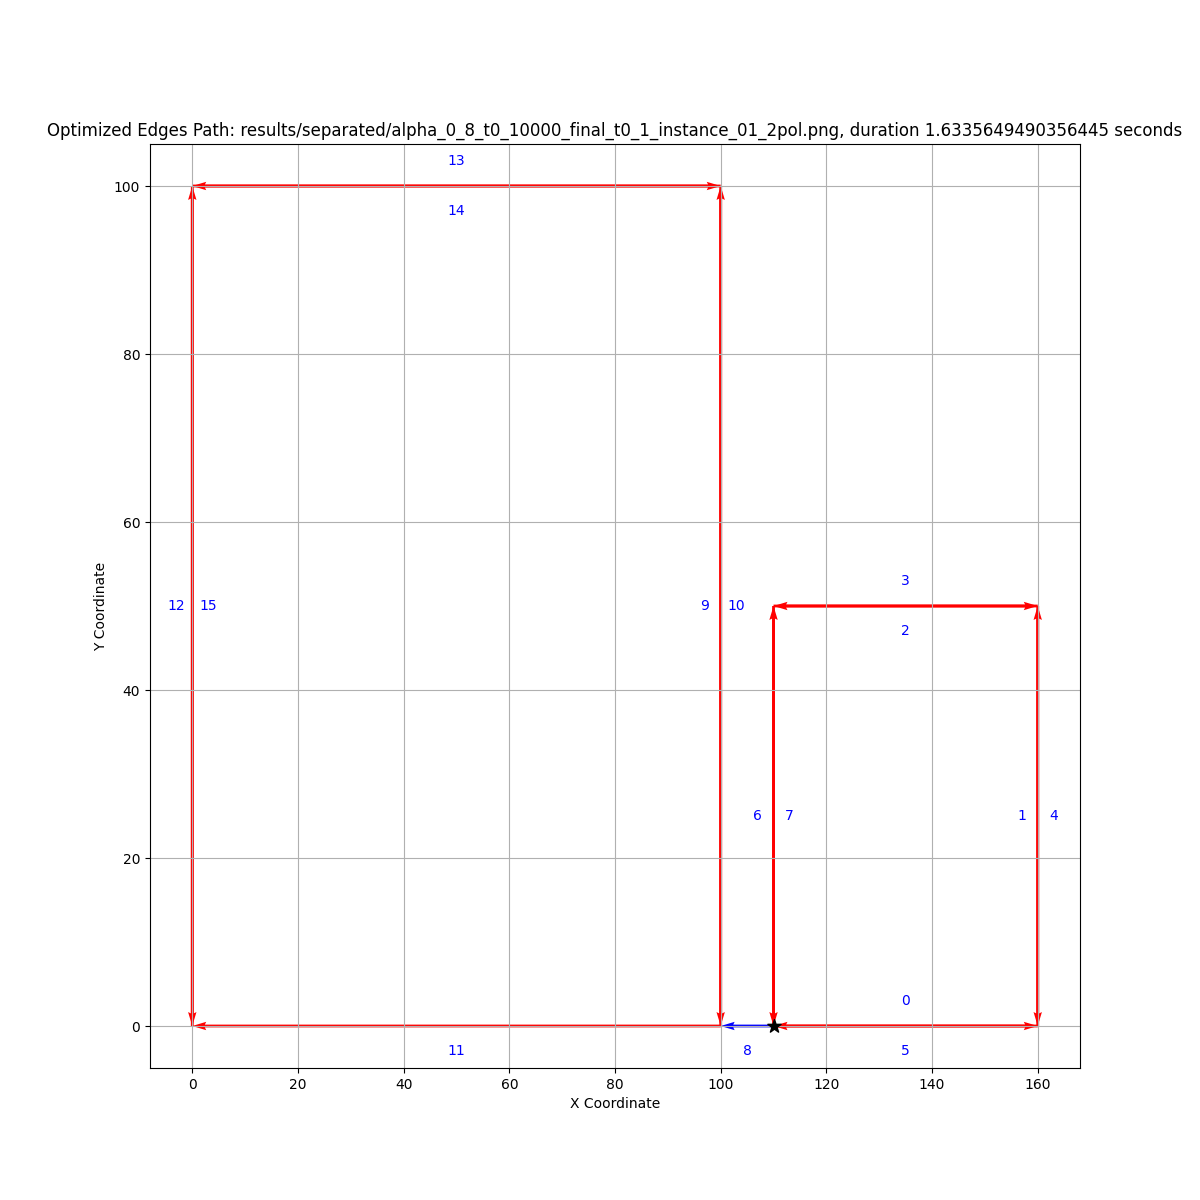 Optimized Edges Path: results/separated/alpha_0_8_t0_10000_final_t0_1_instance_01_2pol.png, duration 1.6335649490356445 seconds
13
100
14
80
60
3
12 15 9 10
2
Y Coordinate
40
6 7 1 4
20
0
0
11 8 5
0 20 40 60 80 100 120 140 160
X Coordinate